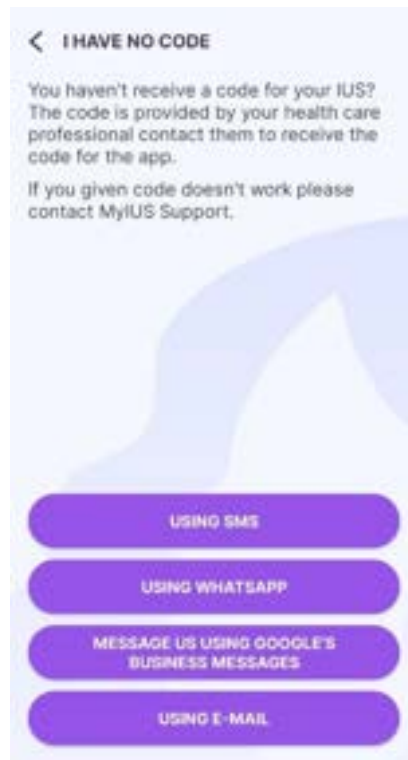 I HAVE NO CODE
You haven't receive a code for your IUS?
The code is provided by your health care
professional contact them to receive the
code for the app.
If you given code doesn't work please
contact MyIUS Support.
USING SMS
USING WHATSAPP
MESSAGE US USING GOOGLE'S
BUSINESS MESSAGES
USING E-MAIL